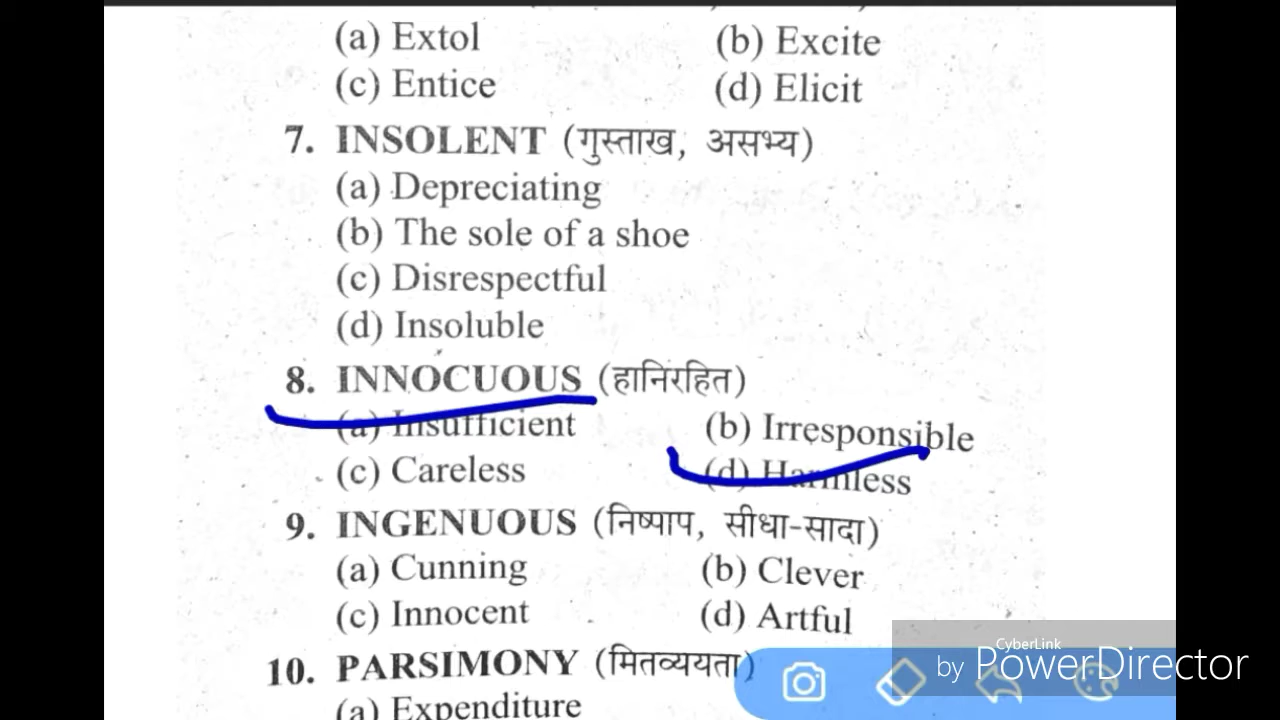 (a) Extol (b) Excite
(c) Entice (d) Elicit
7. INSOLENT (गुस्ताख, असभ्य)
(a) Depreciating
(b) The sole of a shoe
(c) Disrespectful
(d) Insoluble
8. INNOCUOUS (हानिरहित)
(a) Insufficient (b) Irresponsible
(c) Careless (d) Harmless
9. INGENUOUS (निष्पाप, सीधा-सादा)
(a) Cunning (b) Clever
(c) Innocent (d) Artful
10. PARSIMONY (मितव्ययता)
(a) Expenditure
CyberLink
by PowerDirector